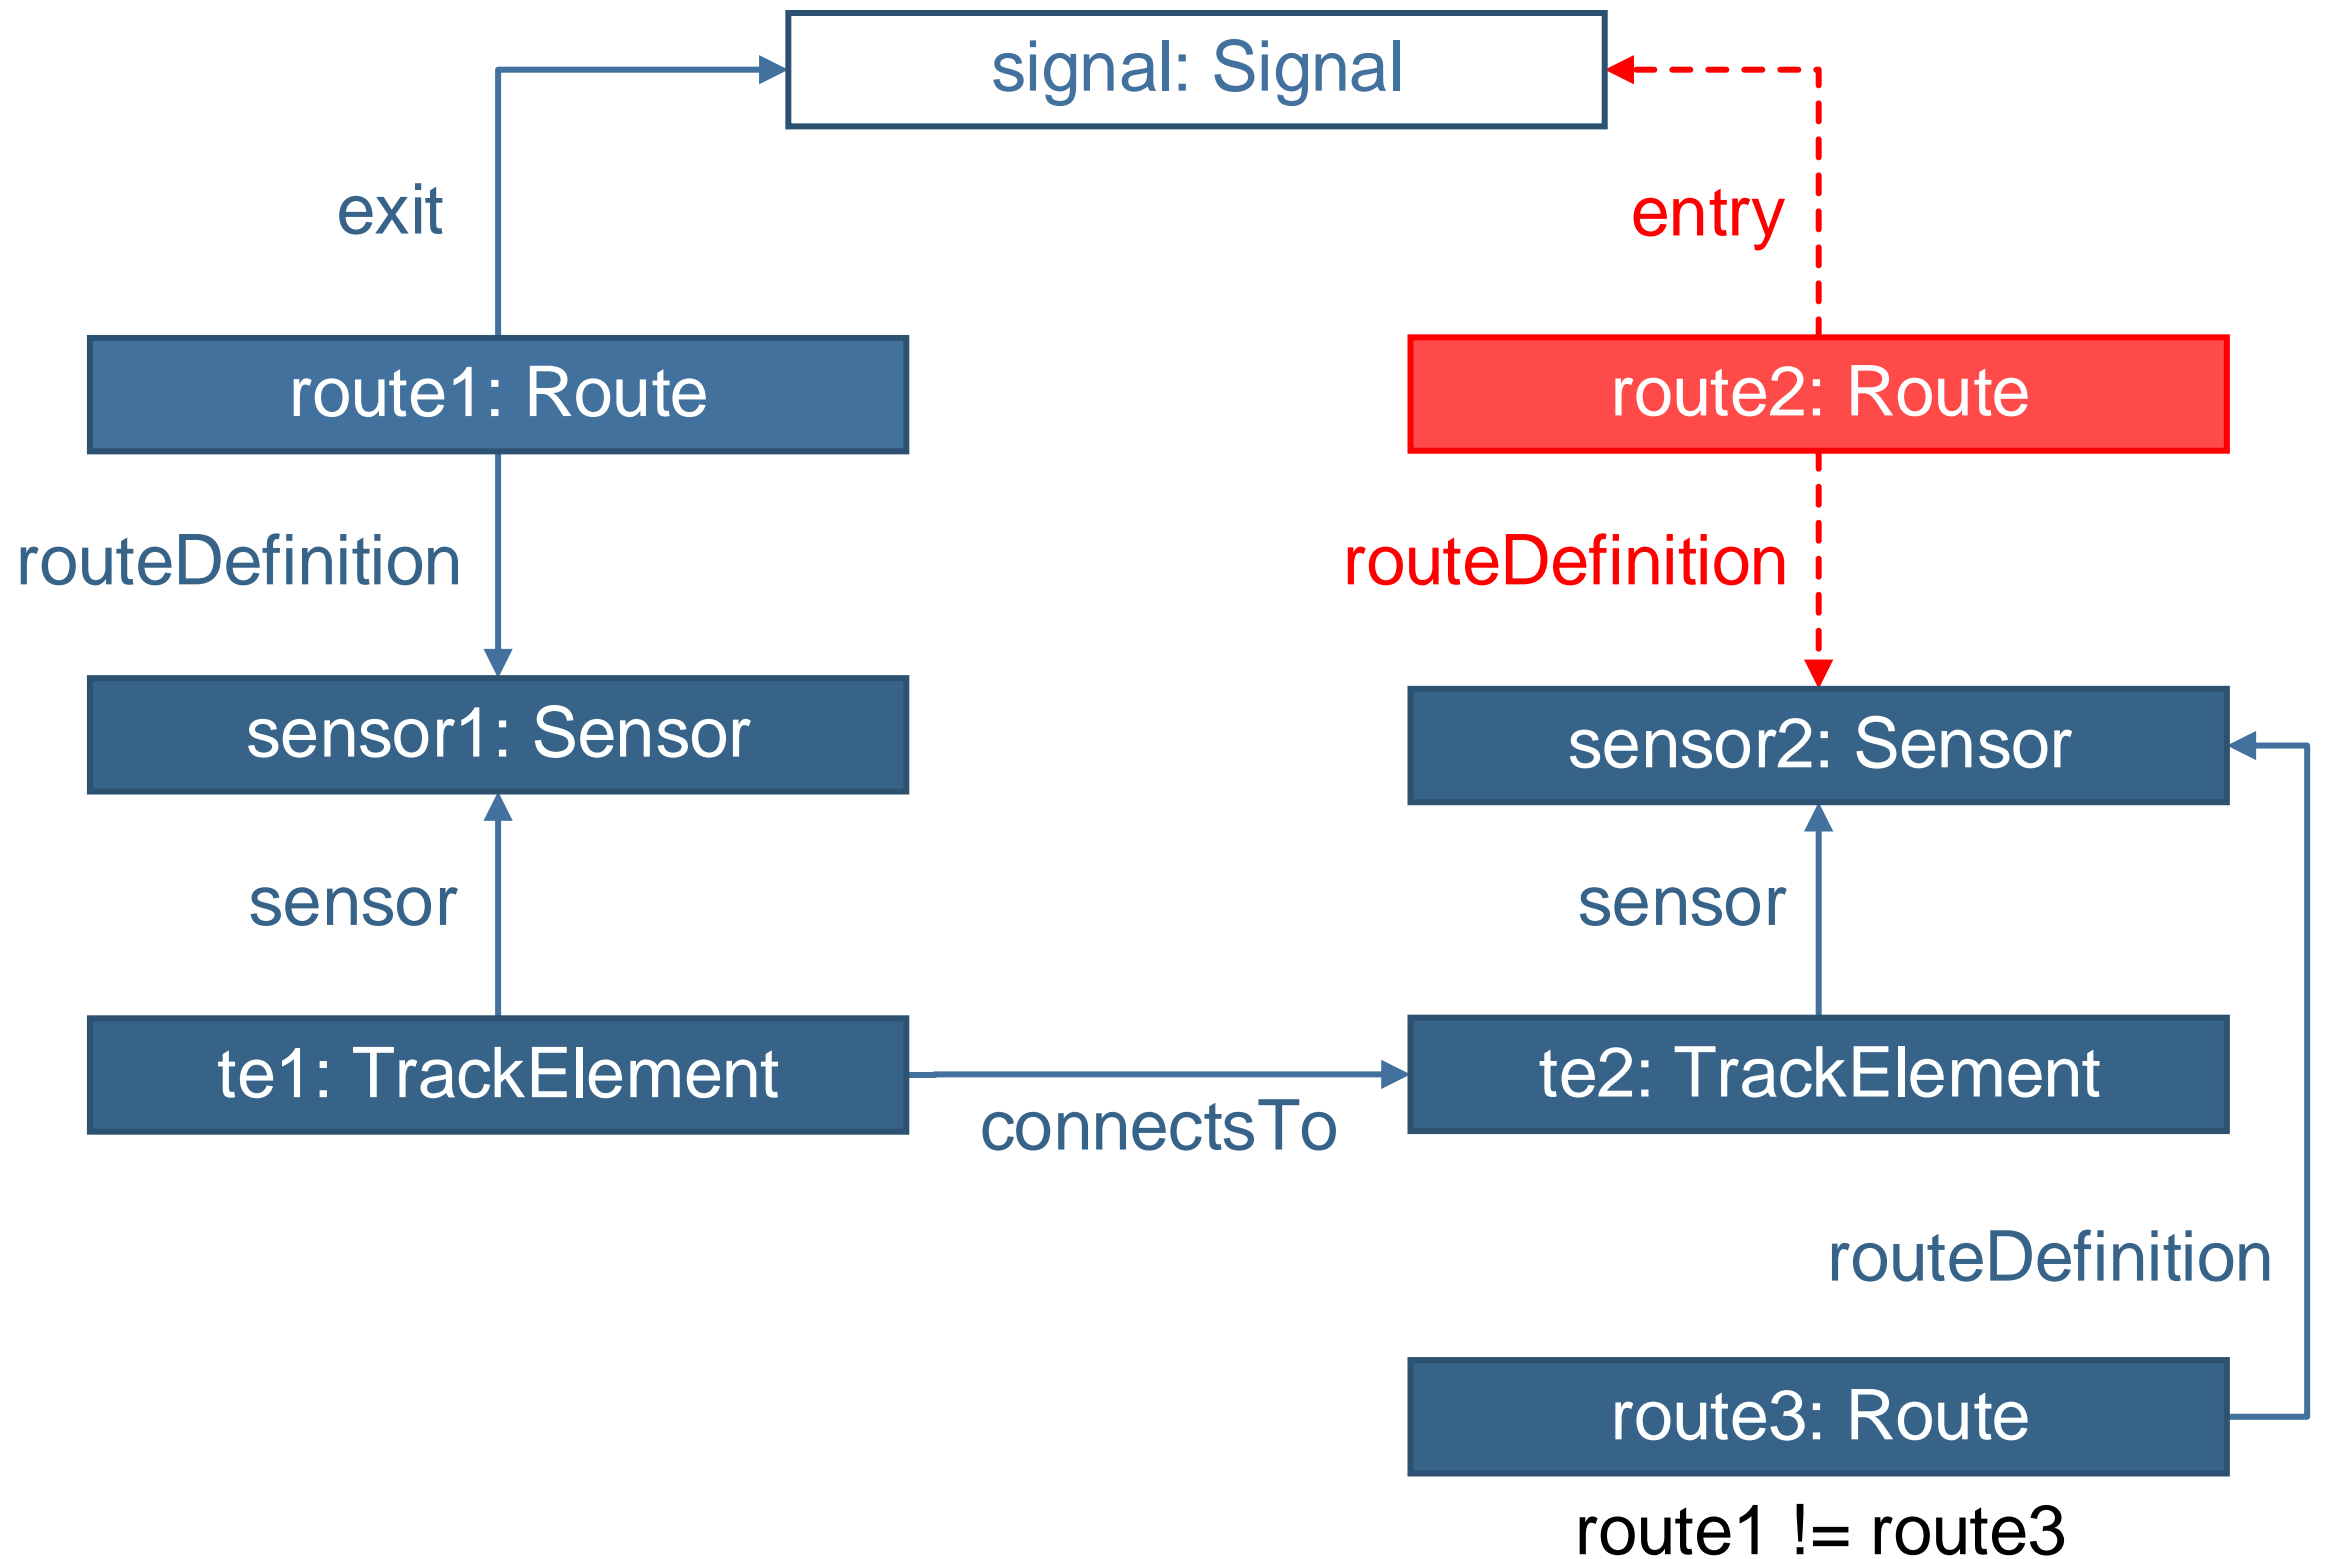 signal: Signal
exit
entry
route1: Route
route2: Route
routeDefinition
routeDefinition
sensor1: Sensor
sensor2: Sensor
sensor
sensor
te1: TrackElement
te2: TrackElement
connectsTo
routeDefinition
route3: Route
route1 != route3